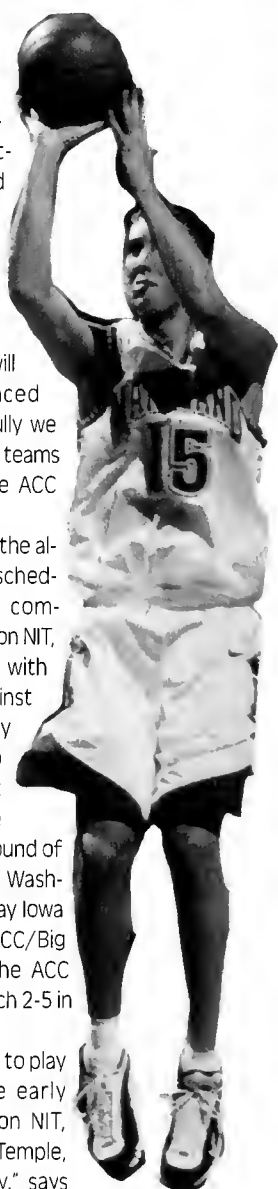 -
c-
d
will
nced
ully we
teams
e ACC
the al-
sched-
com-
on NIT,
with
inst
y
o
t
e
ound of
Wash-
ay Iowa
CC/Big
he ACC
ch 2-5 in
to play
e early
on NIT,
Temple,
y," says
15